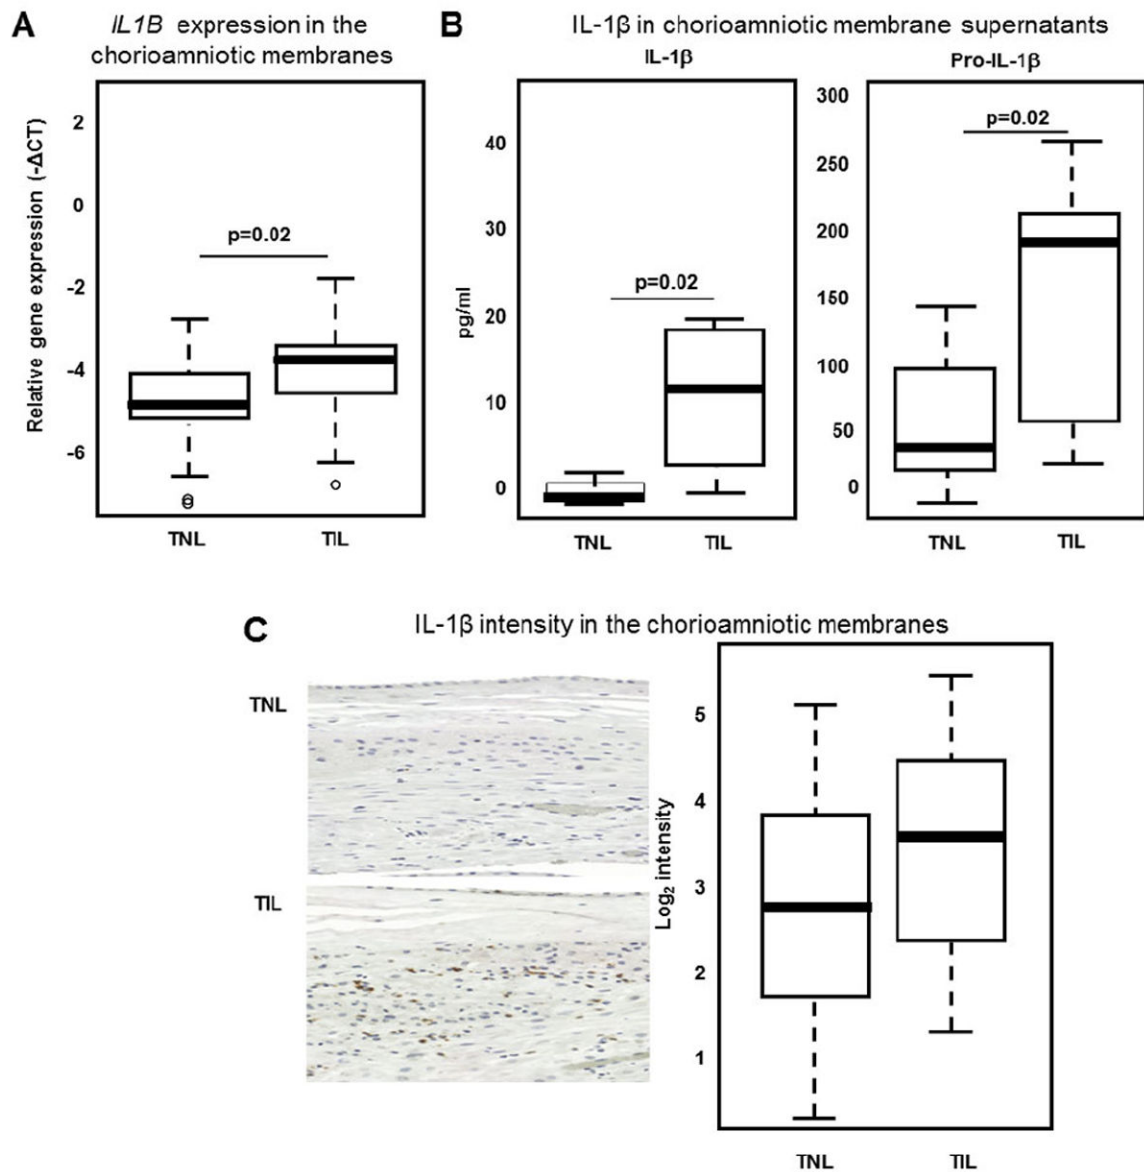 A
IL1B expression in the
chorioamniotic membranes
Relative gene expression (-ΔCT)
2
0
-2
-4
-6
p=0.02
TNL
TIL
B
IL-1β in chorioamniotic membrane supernatants
IL-1β
pg/ml
40
30
20
10
0
p=0.02
TNL
TIL
Pro-IL-1β
300
250
200
150
100
50
0
p=0.02
TNL
TIL
C
IL-1β intensity in the chorioamniotic membranes
TNL
TIL
Log₂ intensity
5
4
3
2
1
TNL
TIL